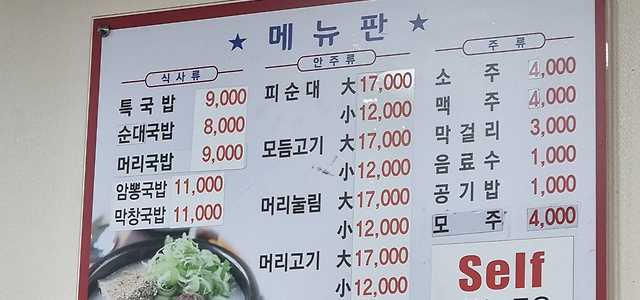 ★ 메뉴판 ★
식사류
특국밥 9,000
순대국밥 8,000
머리국밥 9,000
암뽕국밥 11,000
막창국밥 11,000
안주류
피순대 大 17,000
小 12,000
모듬고기 大 17,000
小 12,000
머리눌림 大 17,000
小 12,000
머리고기 大 17,000
小 12,000
주류
소주 4,000
맥주 4,000
막걸리 3,000
음료수 1,000
공기밥 1,000
모주 4,000
Self